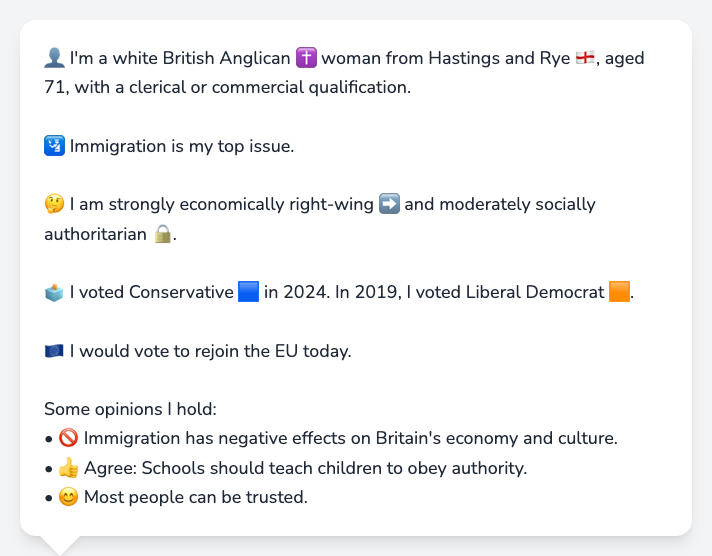 👤 I'm a white British Anglican ✝️ woman from Hastings and Rye 🏴󠁧󠁢󠁥󠁮󠁧󠁿, aged
71, with a clerical or commercial qualification.
🛂 Immigration is my top issue.
🤔 I am strongly economically right-wing ➡️ and moderately socially
authoritarian 🔒.
🗳️ I voted Conservative 🟦 in 2024. In 2019, I voted Liberal Democrat 🟧.
🇪🇺 I would vote to rejoin the EU today.
Some opinions I hold:
• 🚫 Immigration has negative effects on Britain's economy and culture.
• 👍 Agree: Schools should teach children to obey authority.
• 😊 Most people can be trusted.